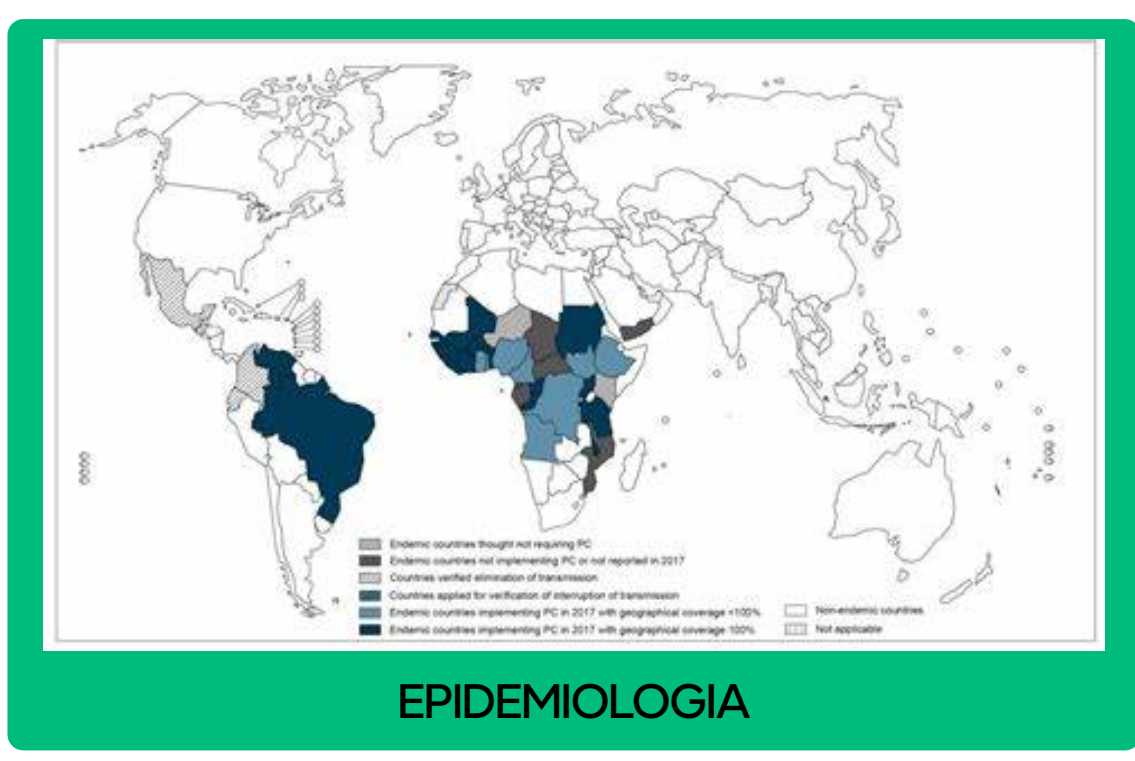 Endemic countries thought not requiring PC
Endemic countries not implementing PC or not reported in 2017
Countries verified elimination of transmission
Countries applied for verification of interruption of transmission
Endemic countries implementing PC in 2017 with geographical coverage <100%
Endemic countries implementing PC in 2017 with geographical coverage 100%
Non-endemic countries
Not applicable
EPIDEMIOLOGIA